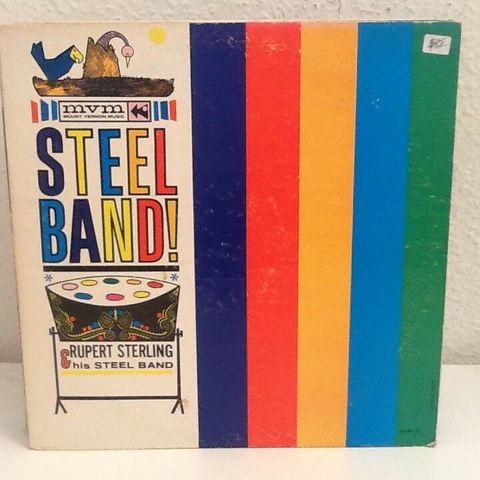 mvm
MOUNT VERNON MUSIC
STEEL
BAND!
RUPERT STERLING
& his STEEL BAND